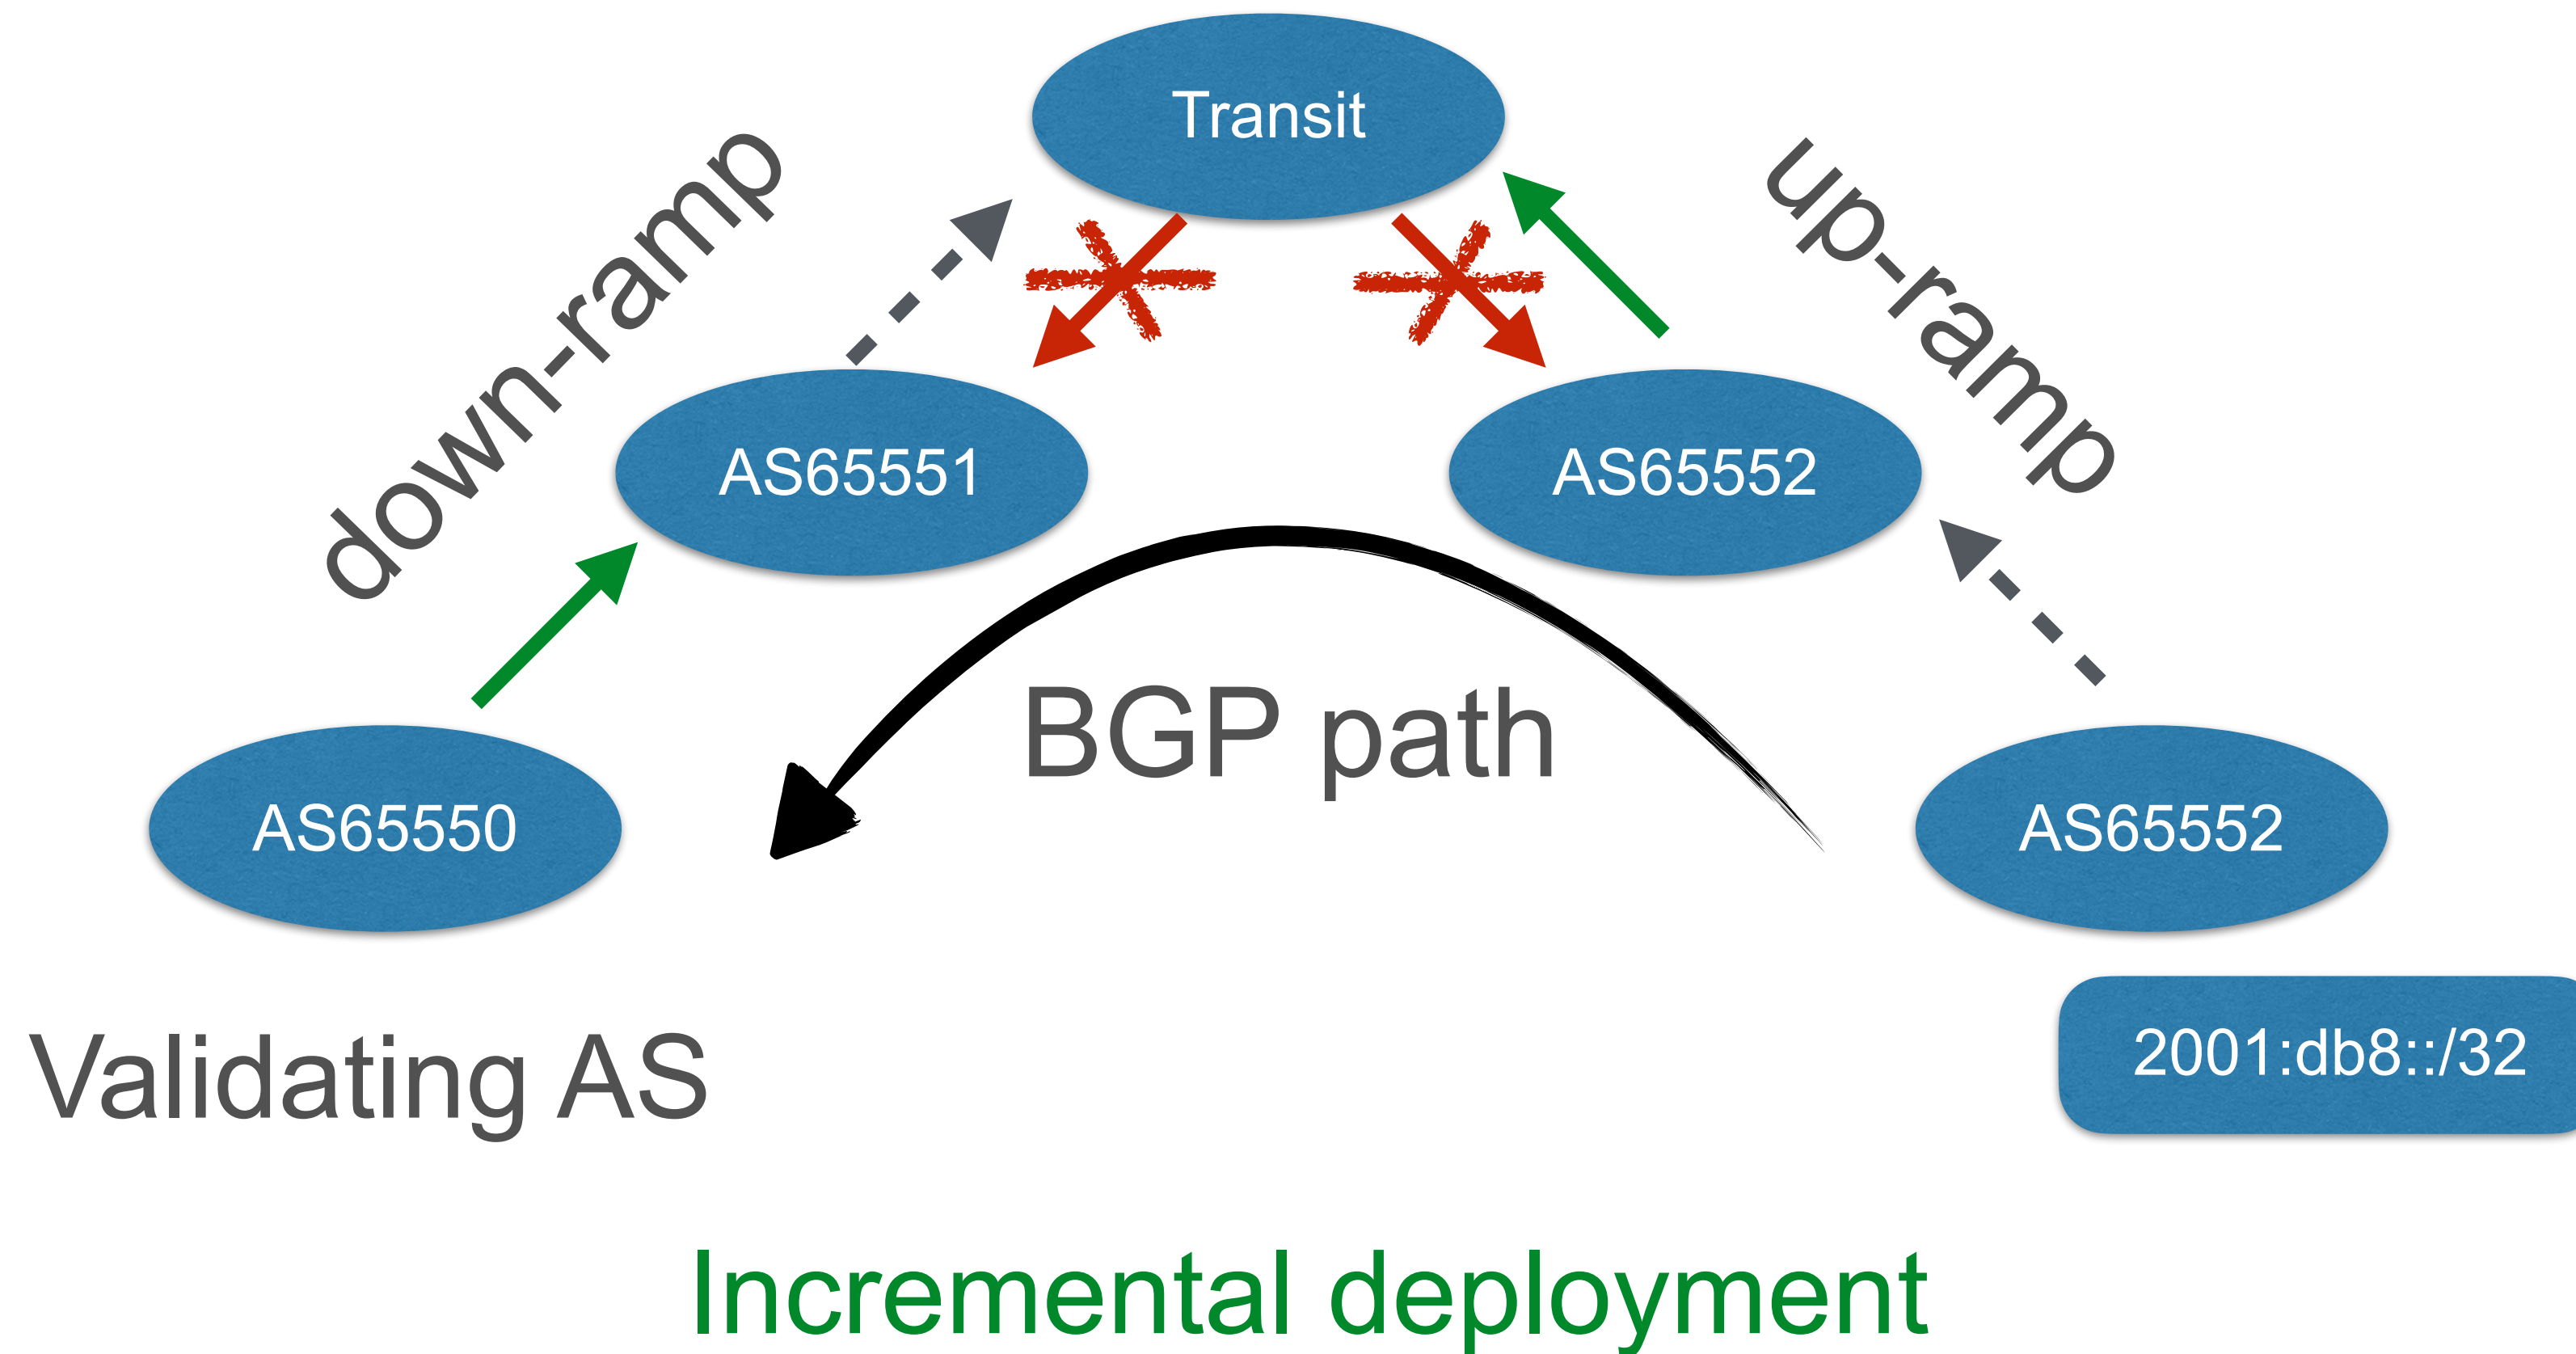 Transit
down-ramp
up-ramp
AS65551
AS65552
BGP path
AS65550
AS65552
2001:db8::/32
Validating AS
Incremental deployment